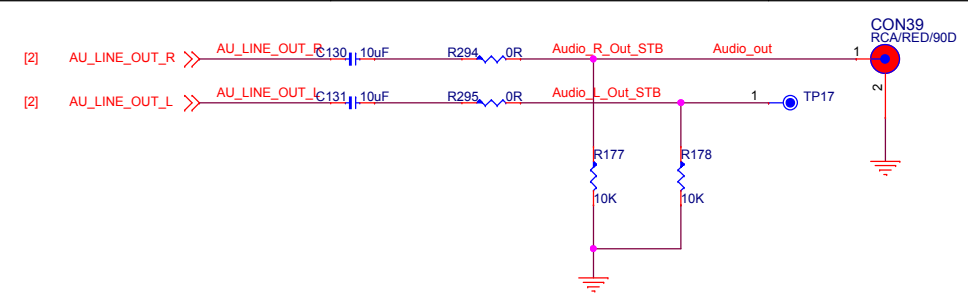 CON39
RCA/RED/90D
[2] AU_LINE_OUT_R AU_LINE_OUT_R C130 10uF R294 0R Audio_R_Out_STB Audio_out 1
2
[2] AU_LINE_OUT_L AU_LINE_OUT_L C131 10uF R295 0R Audio_L_Out_STB 1 TP17
R177 R178
10K 10K